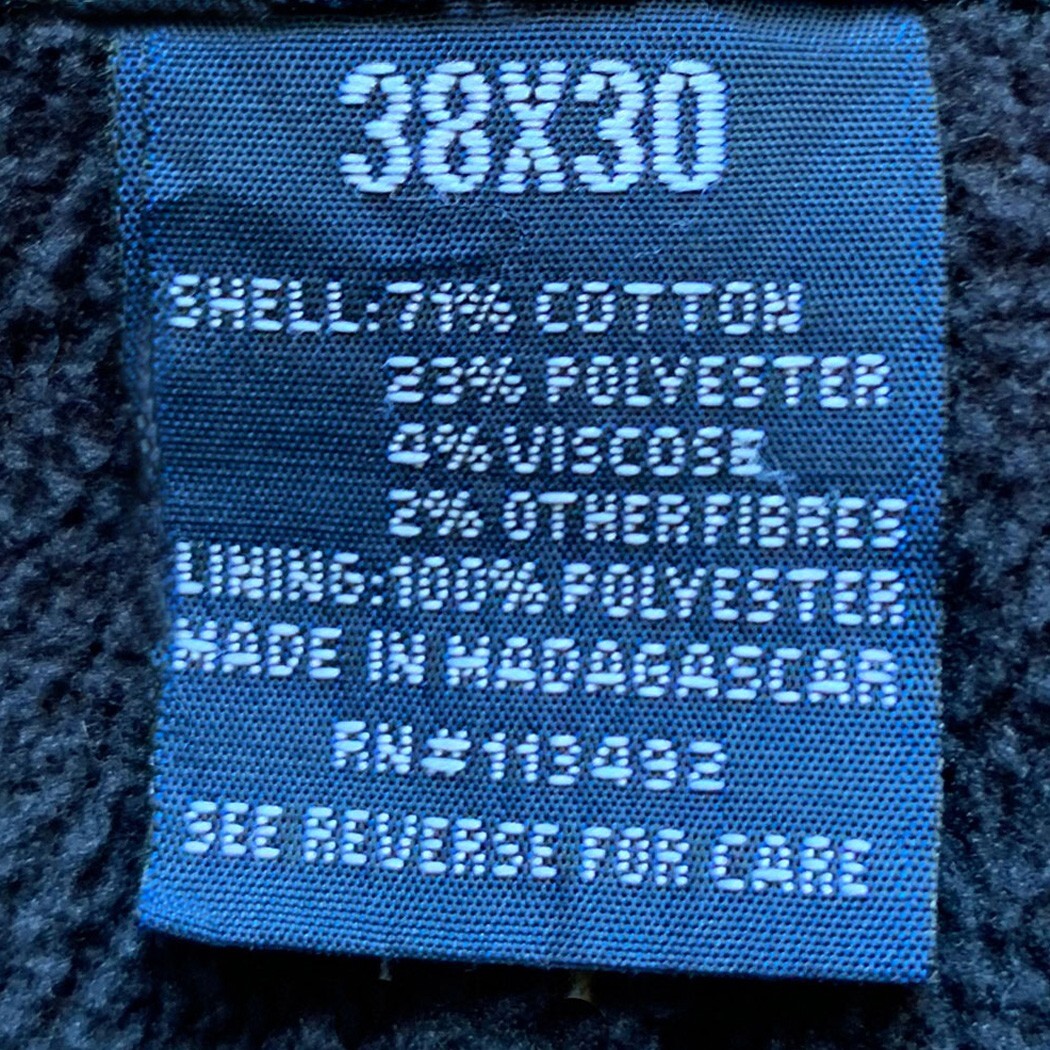 38X30
SHELL:71% COTTON
23% POLYESTER
4% VISCOSE
2% OTHER FIBRES
LINING:100% POLYESTER
MADE IN MADAGASCAR
RN#113492
SEE REVERSE FOR CARE